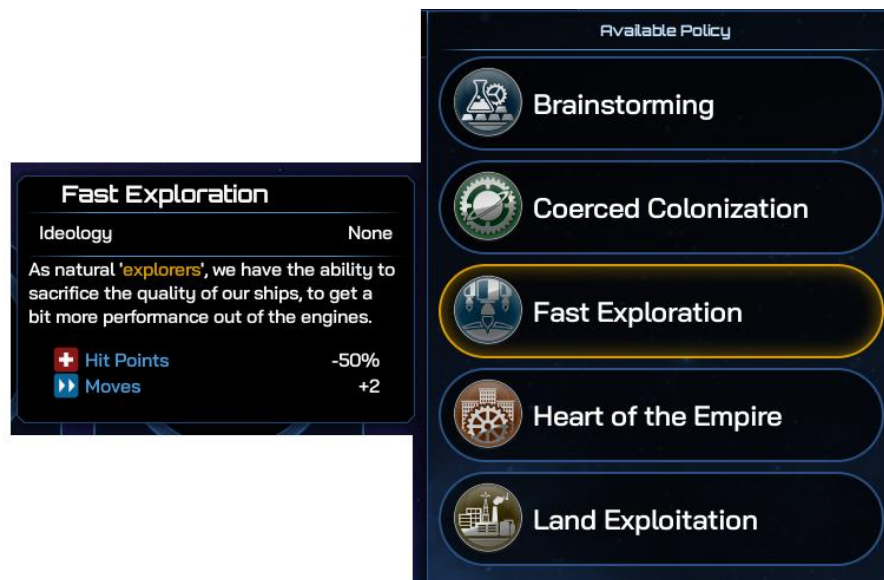 Fast Exploration
Ideology None
As natural 'explorers', we have the ability to
sacrifice the quality of our ships, to get a
bit more performance out of the engines.
Hit Points -50%
Moves +2
Available Policy
Brainstorming
Coerced Colonization
Fast Exploration
Heart of the Empire
Land Exploitation